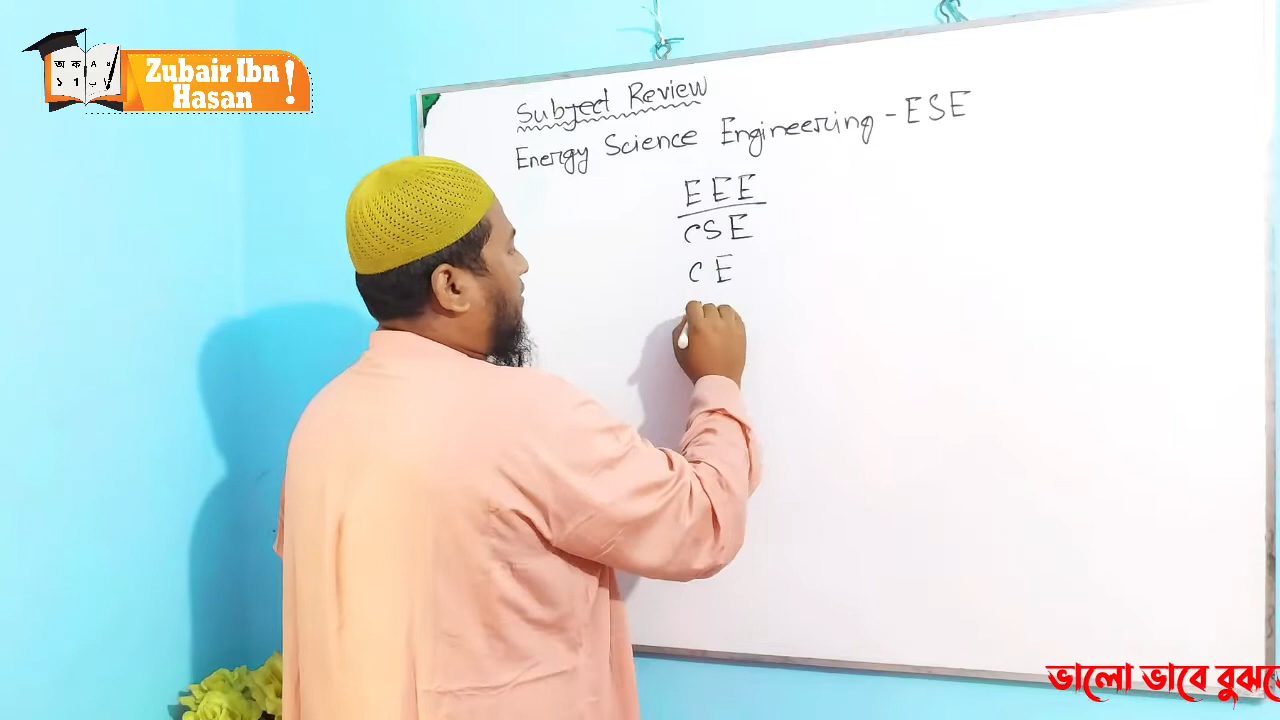 Zubair Ibn
Hasan !
Subject Review
Energy Science Engineering - ESE
EEE
CSE
CE
ভালো ভাবে